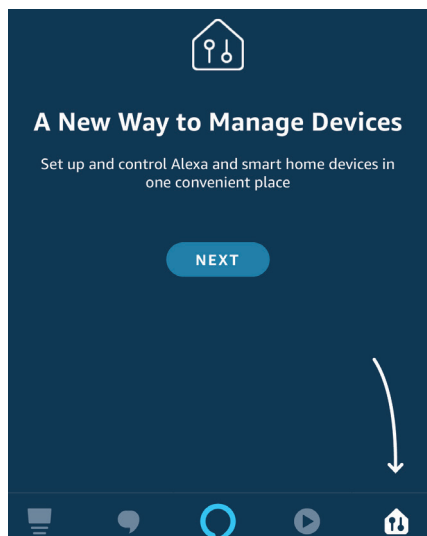 A New Way to Manage Devices
Set up and control Alexa and smart home devices in
one convenient place
NEXT